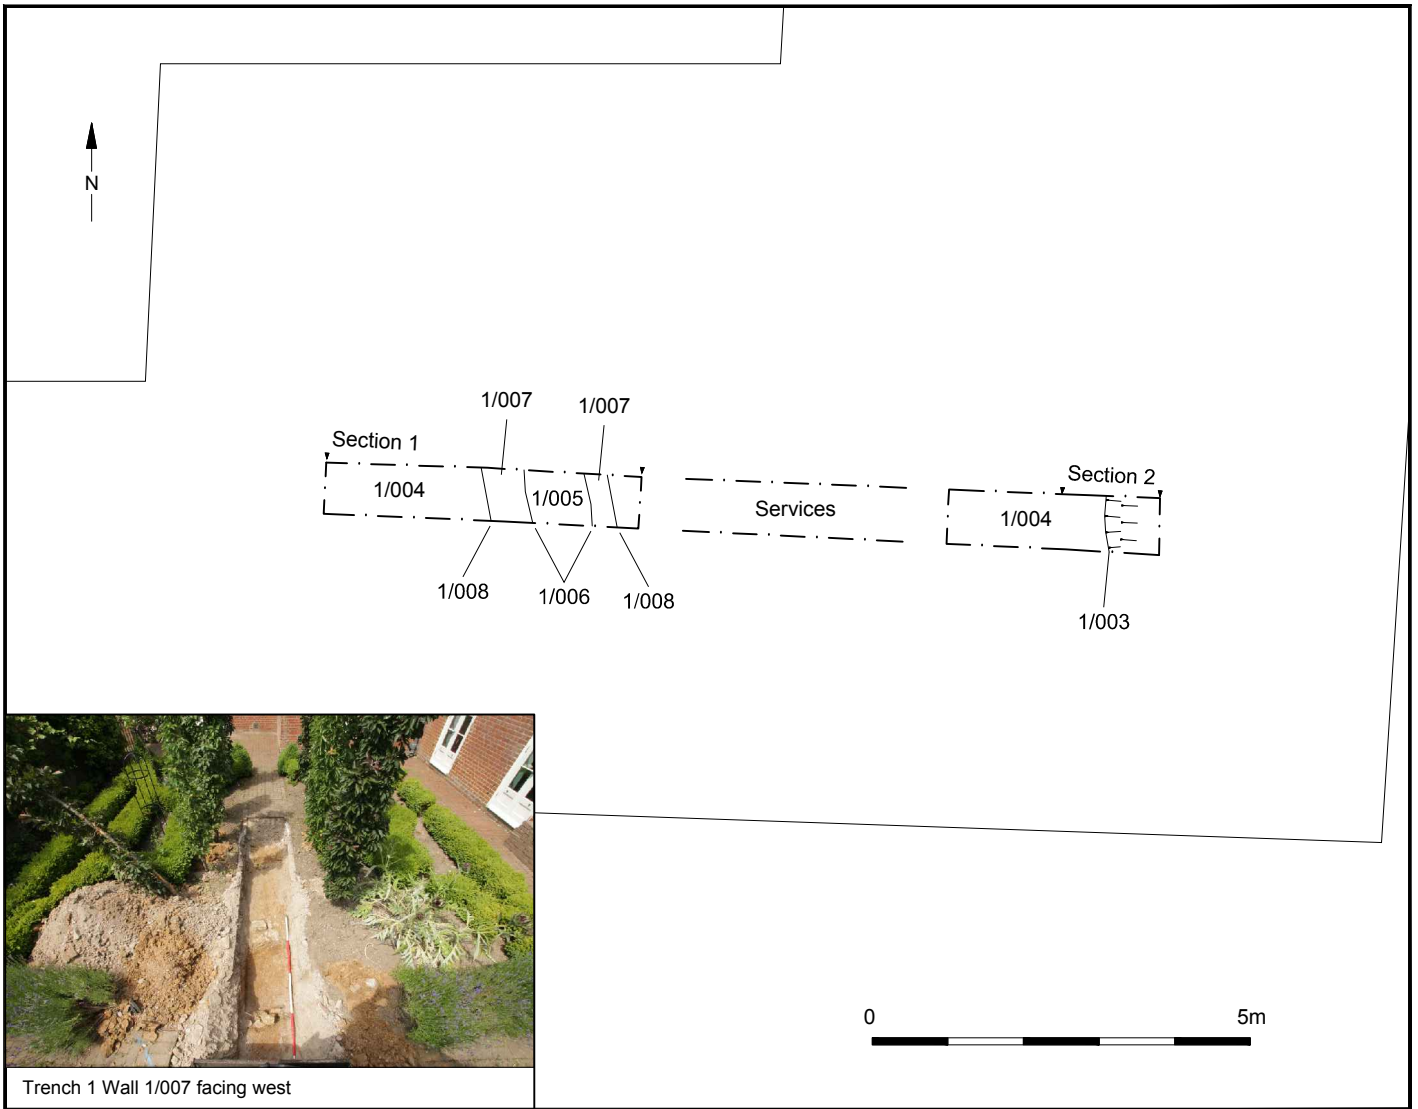 N
1/007
1/007
Section 1
1/004
1/005
Services
Section 2
1/004
1/008
1/006
1/008
1/003
0
5m
Trench 1 Wall 1/007 facing west